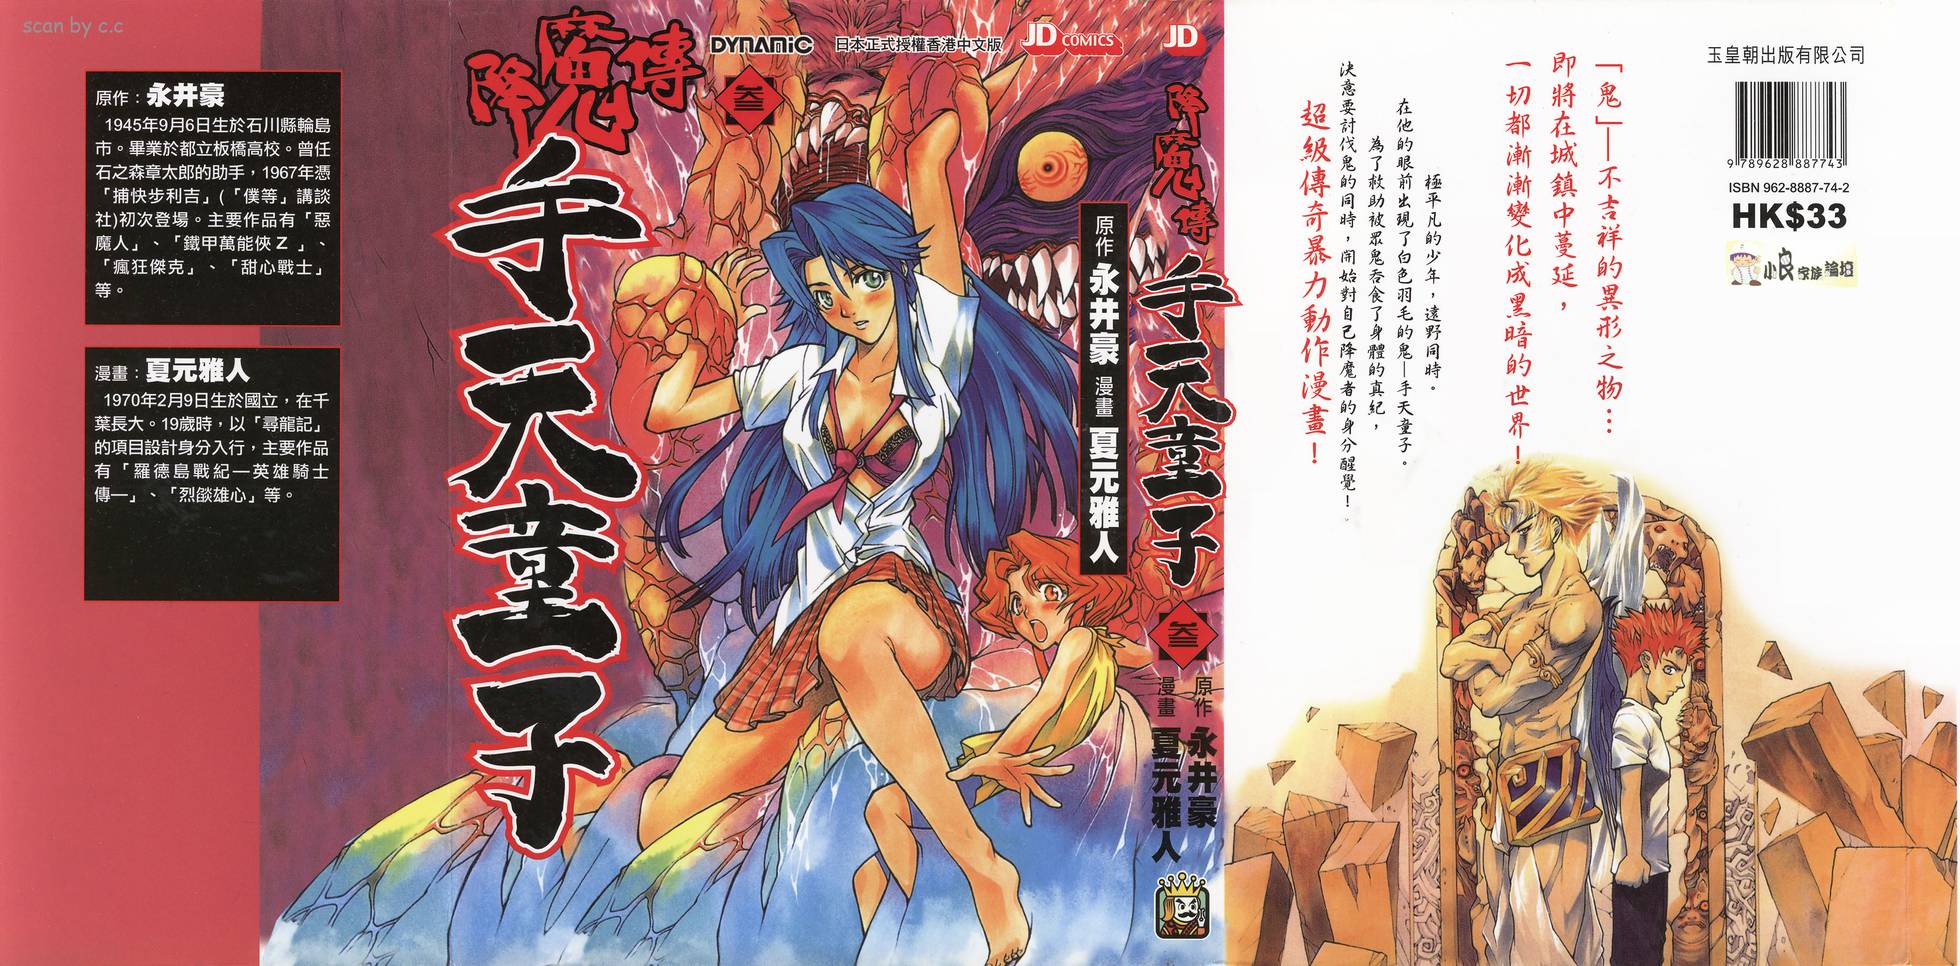 scan by c.c
原作：永井豪
1945年9月6日生於石川縣輪島
市。畢業於都立板橋高校。曾任
石之森章太郎的助手，1967年憑
「捕快步利吉」(「僕等」講談
社)初次登場。主要作品有「惡
魔人」、「鐵甲萬能俠Z」、
「瘋狂傑克」、「甜心戰士」
等。
漫畫：夏元雅人
1970年2月9日生於國立，在千
葉長大。19歲時，以「尋龍記」
的項目設計身分入行，主要作品
有「羅德島戰紀—英雄騎士
傳—」、「烈燄雄心」等。
降魔傳
手天童子
DYNAMIC
参
日本正式授權香港中文版
JD COMICS
原作 永井豪 漫畫 夏元雅人
JD
降魔傳
手天童子
参
原作 永井豪
漫畫 夏元雅人
「鬼」—不吉祥的異形之物…
即將在城鎮中蔓延，
一切都漸漸變化成黑暗的世界！
極平凡的少年，遠野同時。
在他的眼前出現了白色羽毛的鬼—手天童子。
為了救助被眾鬼吞食了身體的真紀，
決意要討伐鬼的同時，開始對自己降魔者的身分醒覺！
超級傳奇暴力動作漫畫！
玉皇朝出版有限公司
9 789628 887743
ISBN 962-8887-74-2
HK$33
小良家族論壇